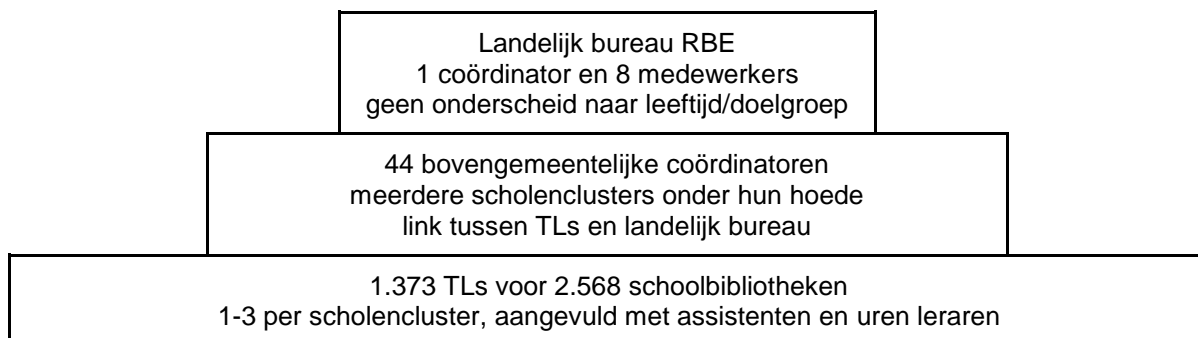 Landelijk bureau RBE
1 coördinator en 8 medewerkers
geen onderscheid naar leeftijd/doelgroep
44 bovengemeentelijke coördinatoren
meerdere scholenclusters onder hun hoede
link tussen TLs en landelijk bureau
1.373 TLs voor 2.568 schoolbibliotheken
1-3 per scholencluster, aangevuld met assistenten en uren leraren